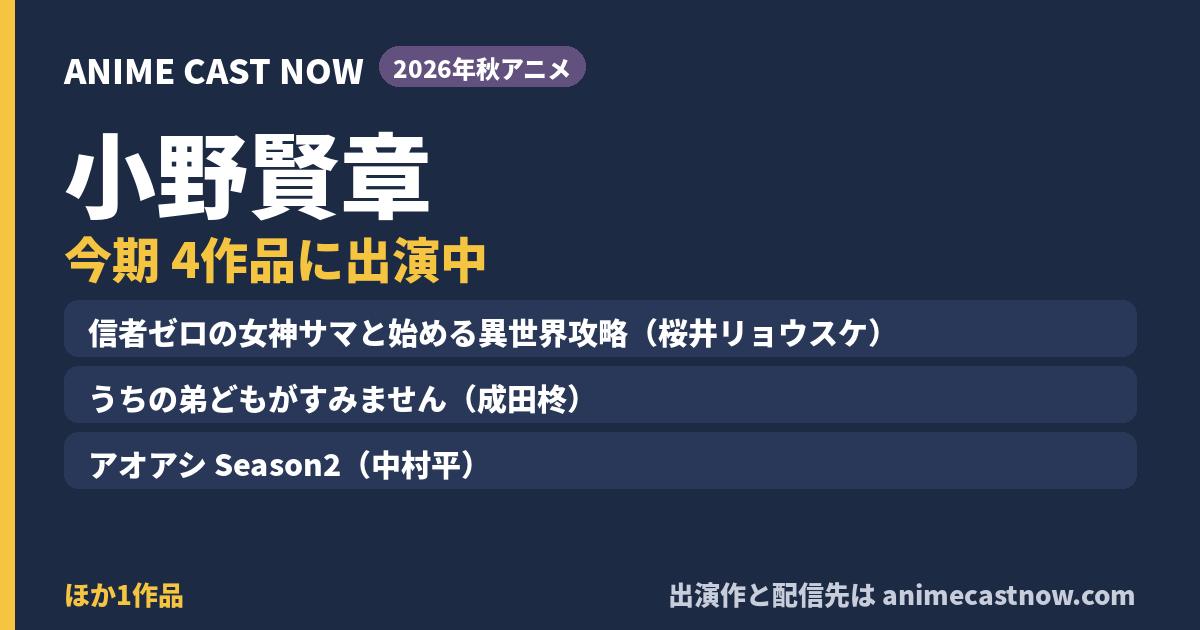 ANIME CAST NOW 2026年秋アニメ
小野賢章
今期 4作品に出演中
信者ゼロの女神サマと始める異世界攻略（桜井リョウスケ）
うちの弟どもがすみません（成田柊）
アオアシ Season2（中村平）
ほか1作品
出演作と配信先は animecastnow.com